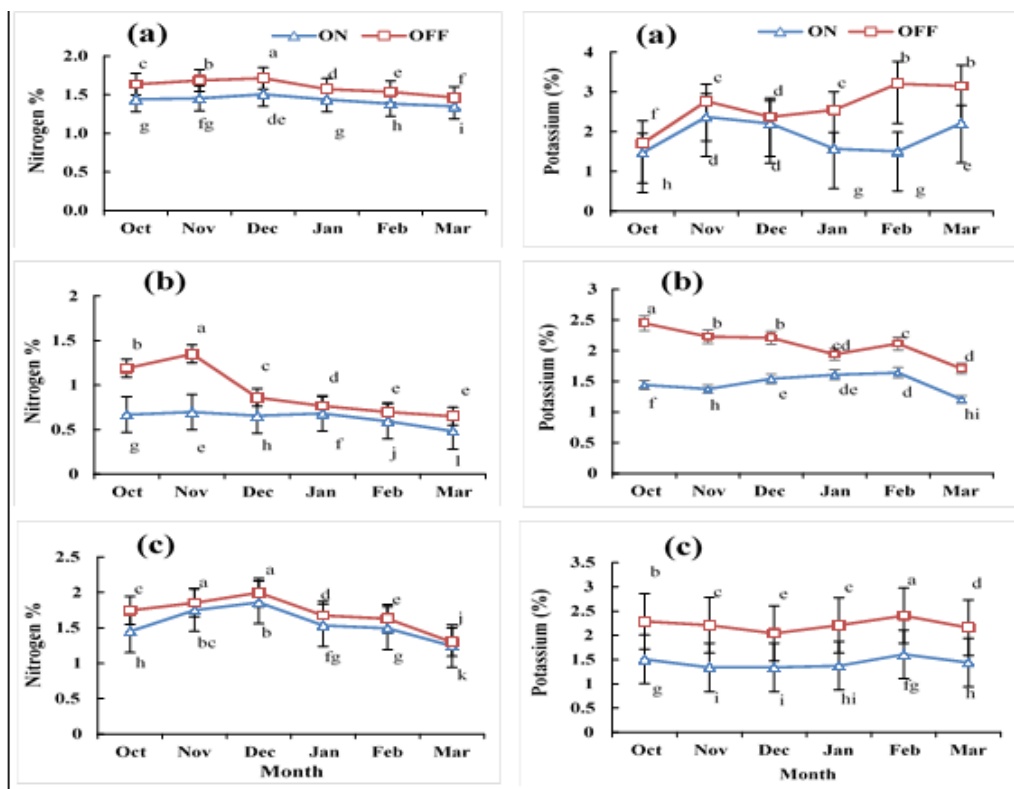 (a)
ON OFF
Nitrogen %
2.0
1.5
1.0
0.5
0.0
c b a d e f
g fg de g h i
Oct Nov Dec Jan Feb Mar
(a)
ON OFF
Potassium (%)
4
3
2
1
0
f c d c b b
h d d g g e
Oct Nov Dec Jan Feb Mar
(b)
Nitrogen %
2
1.5
1
0.5
0
b a c d e e
g e h f j l
Oct Nov Dec Jan Feb Mar
(b)
Potassium (%)
3
2.5
2
1.5
1
0.5
0
a b b cd c d
f h e de d hi
Oct Nov Dec Jan Feb Mar
(c)
Nitrogen %
2.5
2
1.5
1
0.5
0
c a a d e j
h bc b fg g k
Oct Nov Dec Jan Feb Mar
Month
(c)
Potassium (%)
3.5
3
2.5
2
1.5
1
0.5
0
b c e c a d
g i i hi fg h
Oct Nov Dec Jan Feb Mar
Month